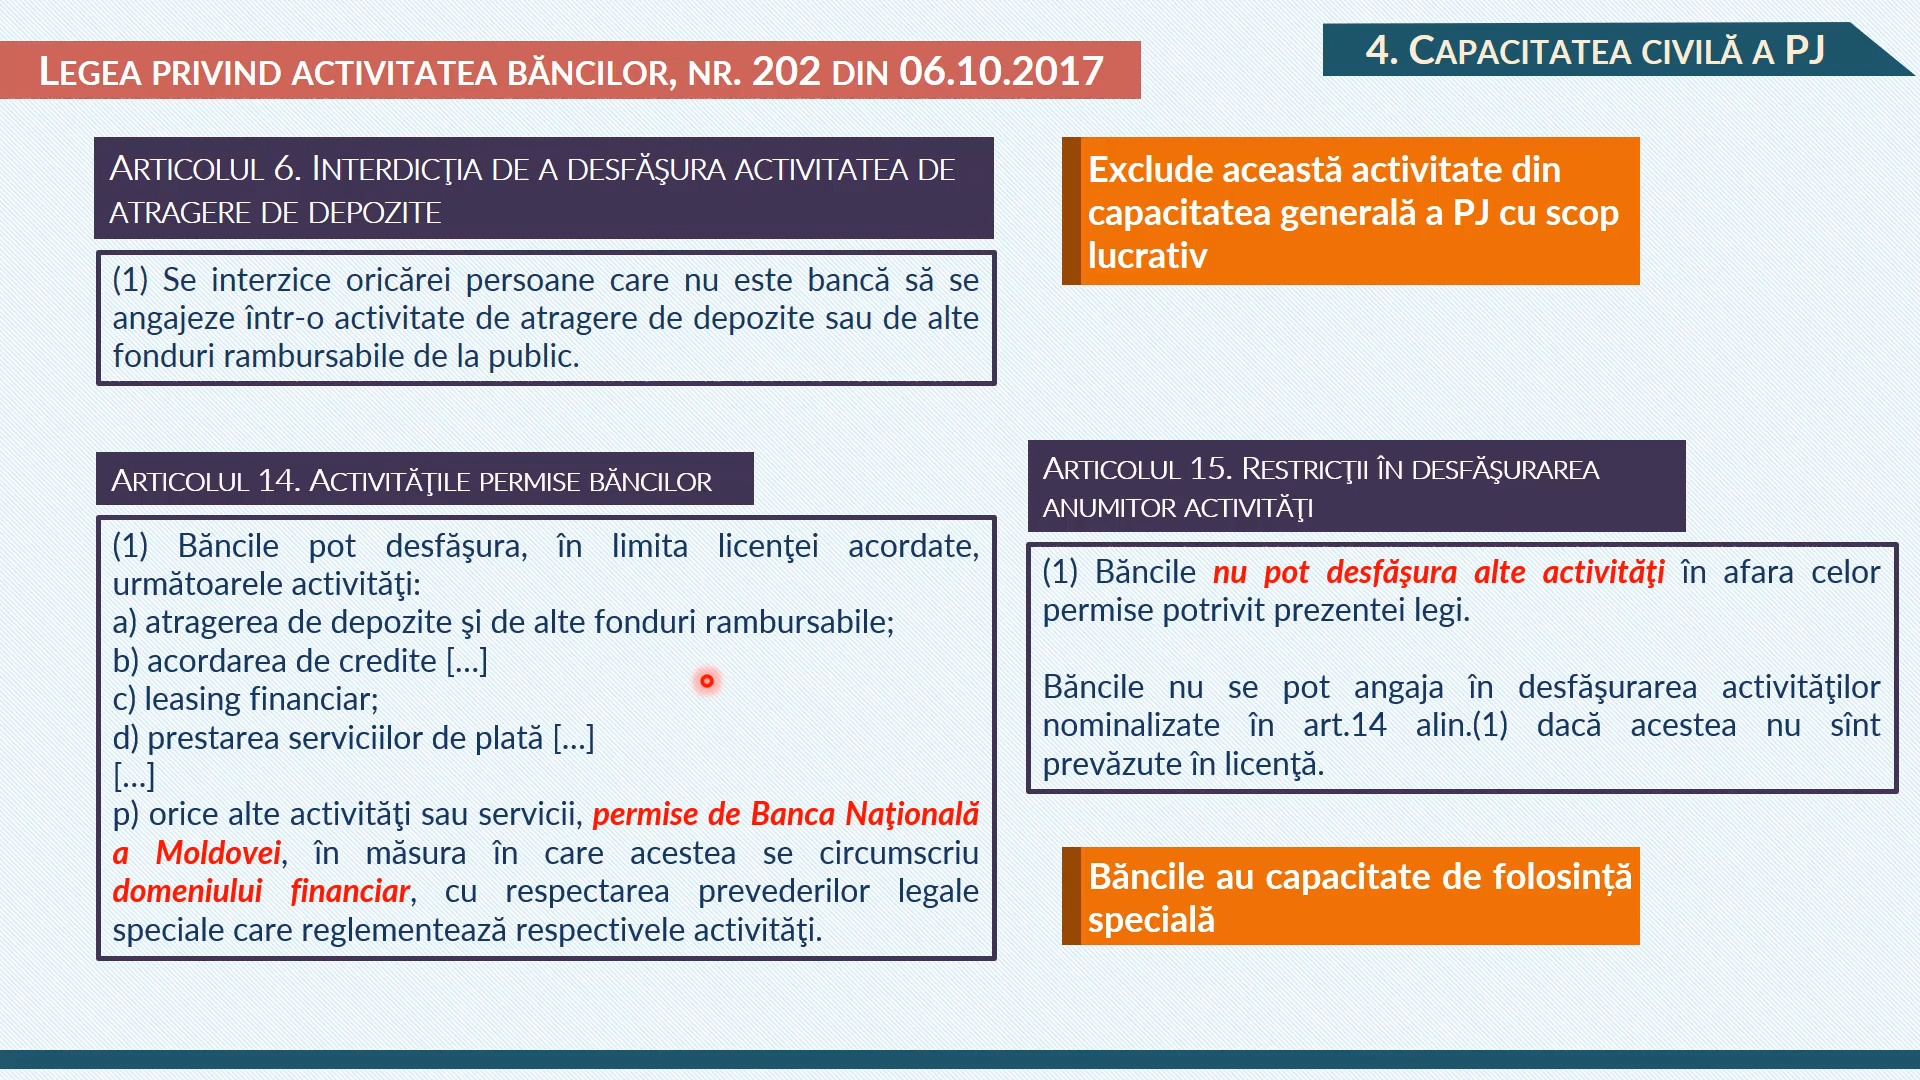 4. CAPACITATEA CIVILĂ A PJ
LEGEA PRIVIND ACTIVITATEA BĂNCILOR, NR. 202 DIN 06.10.2017
ARTICOLUL 6. INTERDICŢIA DE A DESFĂŞURA ACTIVITATEA DE
ATRAGERE DE DEPOZITE
(1) Se interzice oricărei persoane care nu este bancă să se
angajeze într-o activitate de atragere de depozite sau de alte
fonduri rambursabile de la public.
Exclude această activitate din
capacitatea generală a PJ cu scop
lucrativ
ARTICOLUL 14. ACTIVITĂŢILE PERMISE BĂNCILOR
(1) Băncile pot desfăşura, în limita licenţei acordate,
următoarele activităţi:
a) atragerea de depozite şi de alte fonduri rambursabile;
b) acordarea de credite [...]
c) leasing financiar;
d) prestarea serviciilor de plată [...]
[...]
p) orice alte activităţi sau servicii, permise de Banca Naţională
a Moldovei, în măsura în care acestea se circumscriu
domeniului financiar, cu respectarea prevederilor legale
speciale care reglementează respectivele activităţi.
ARTICOLUL 15. RESTRICŢII ÎN DESFĂŞURAREA
ANUMITOR ACTIVITĂŢI
(1) Băncile nu pot desfăşura alte activităţi în afara celor
permise potrivit prezentei legi.
Băncile nu se pot angaja în desfăşurarea activităţilor
nominalizate în art.14 alin.(1) dacă acestea nu sînt
prevăzute în licenţă.
Băncile au capacitate de folosință
specială